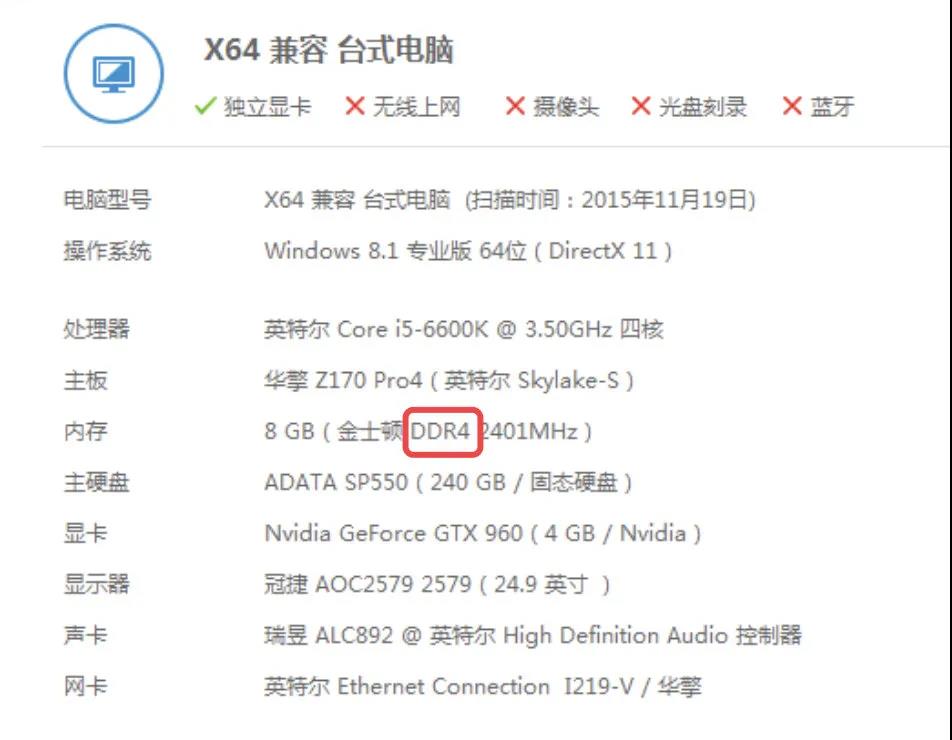 X64 兼容 台式电脑
独立显卡 无线上网 摄像头 光盘刻录 蓝牙
电脑型号 X64 兼容 台式电脑 (扫描时间：2015年11月19日)
操作系统 Windows 8.1 专业版 64位 ( DirectX 11 )
处理器 英特尔 Core i5-6600K @ 3.50GHz 四核
主板 华擎 Z170 Pro4 ( 英特尔 Skylake-S )
内存 8 GB ( 金士顿 DDR4 2401MHz )
主硬盘 ADATA SP550 ( 240 GB / 固态硬盘 )
显卡 Nvidia GeForce GTX 960 ( 4 GB / Nvidia )
显示器 冠捷 AOC2579 2579 ( 24.9 英寸 )
声卡 瑞昱 ALC892 @ 英特尔 High Definition Audio 控制器
网卡 英特尔 Ethernet Connection I219-V / 华擎